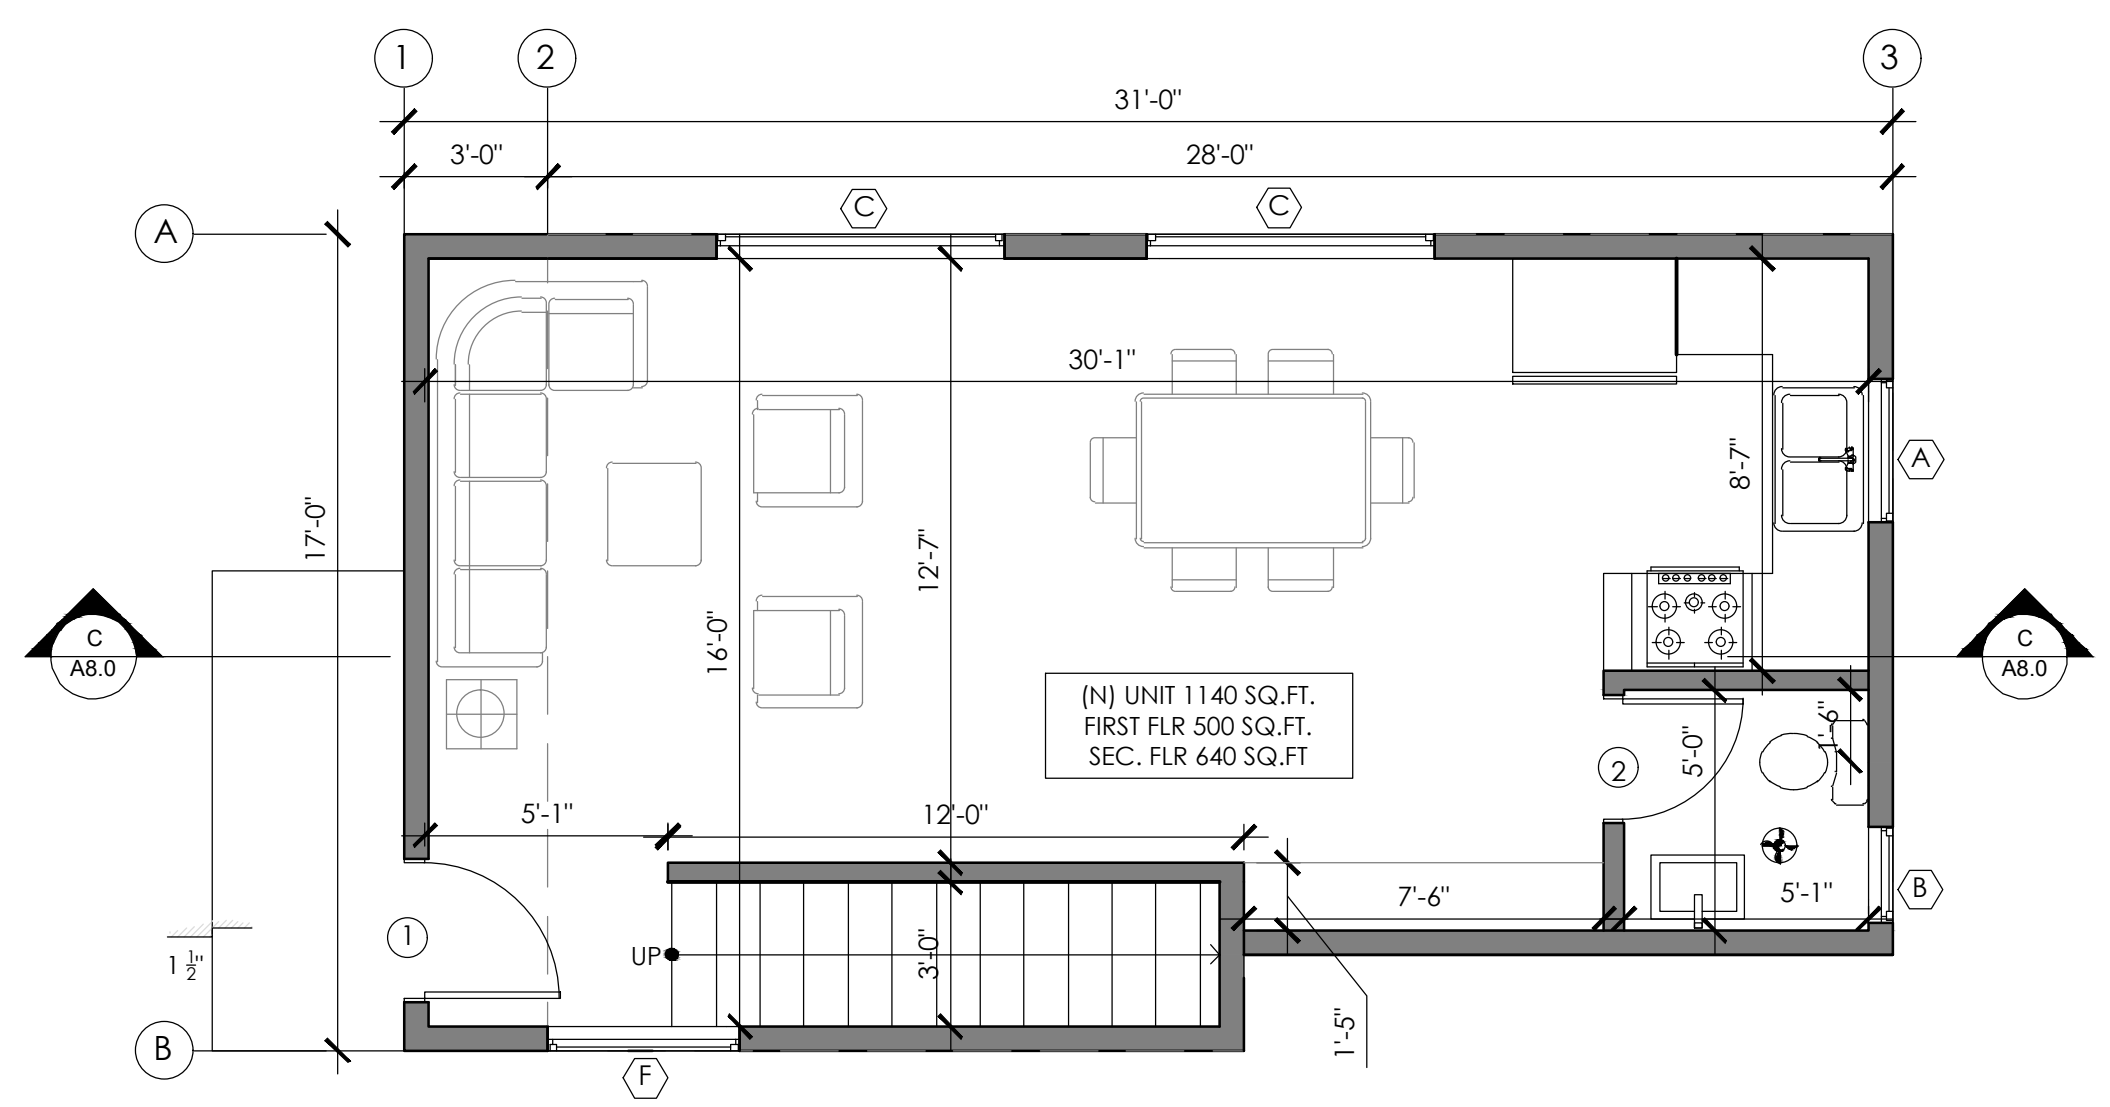 1
2
3
31'-0"
3'-0"
28'-0"
C
C
A
30'-1"
8'-7"
A
17'-0"
12'-7"
16'-0"
C
A8.0
C
A8.0
(N) UNIT 1140 SQ.FT.
FIRST FLR 500 SQ.FT.
SEC. FLR 640 SQ.FT
1'-6"
5'-0"
2
5'-1"
12'-0"
7'-6"
5'-1"
B
1
UP
3'-0"
1 1/2"
1'-5"
B
F